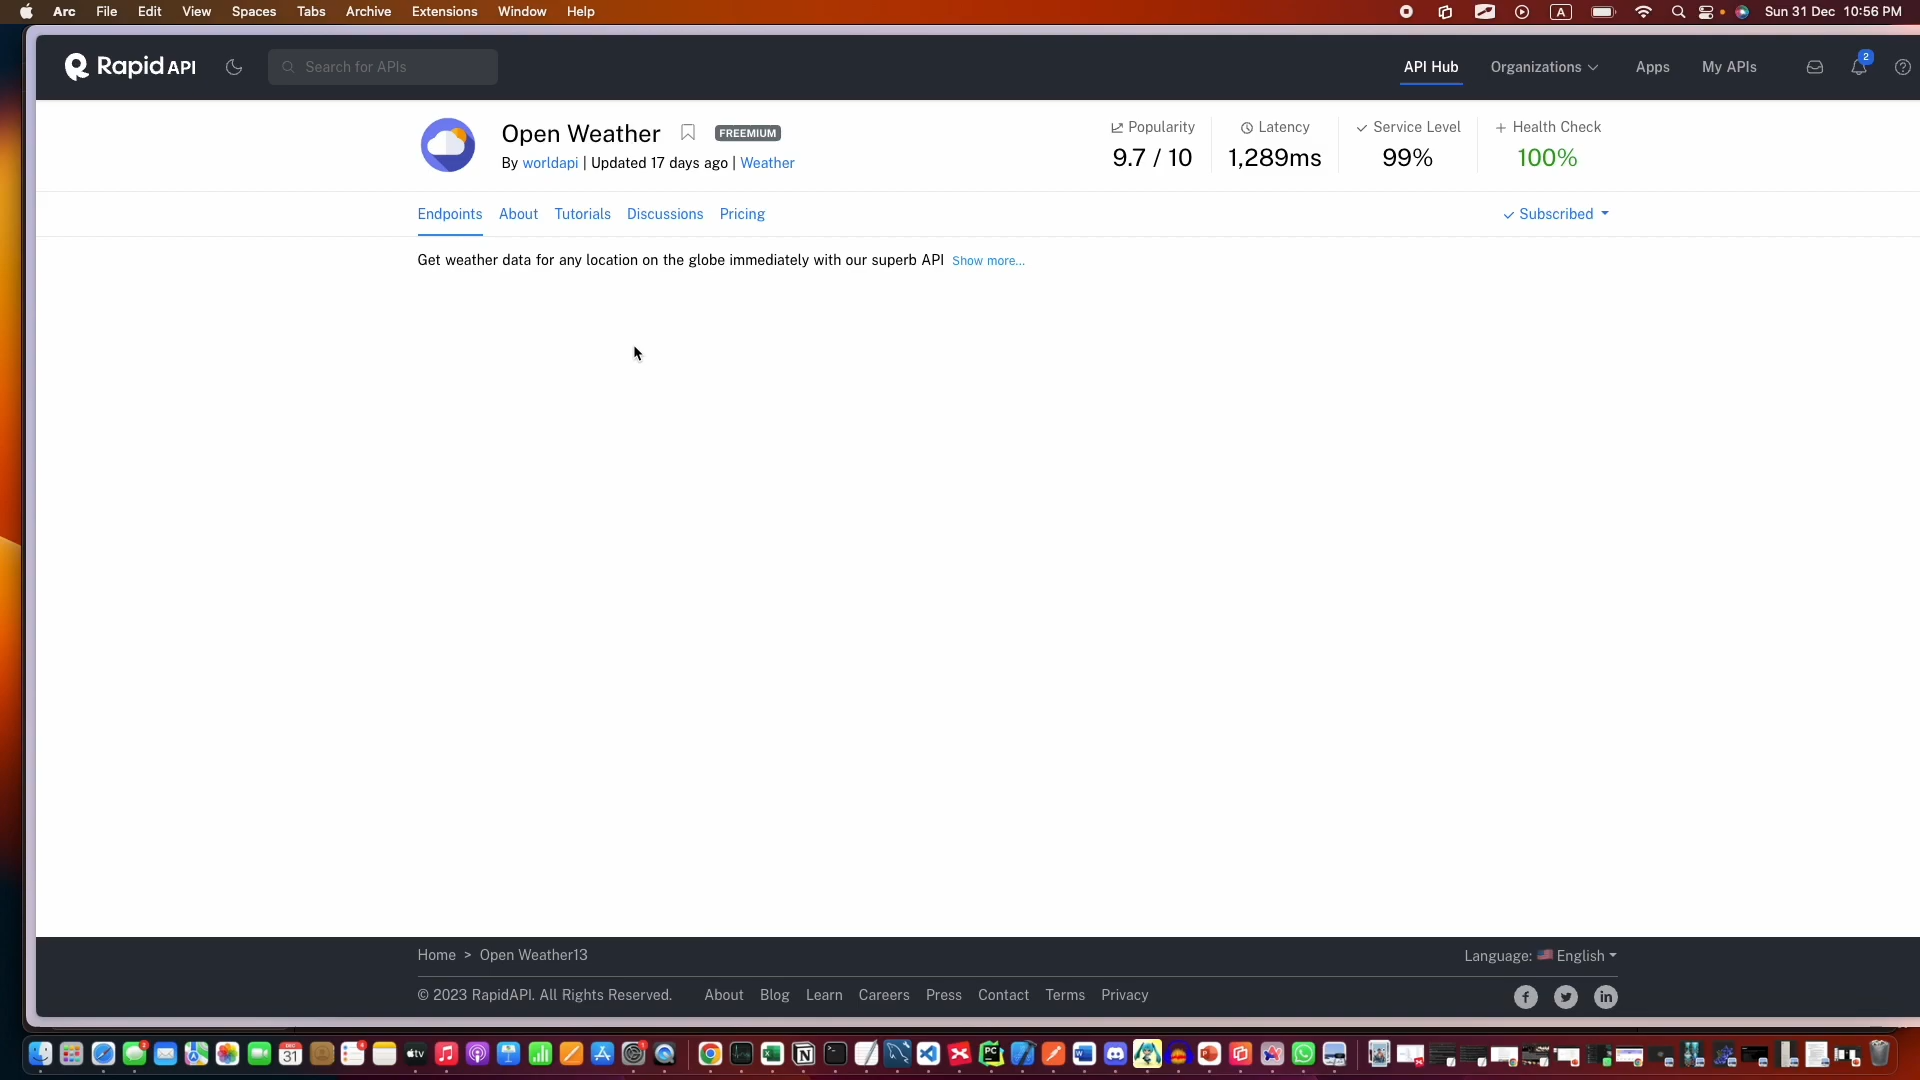 Arc File Edit View Spaces Tabs Archive Extensions Window Help A Sun 31 Dec 10:56 PM
Rapid API Search for APIs API Hub Organizations Apps My APIs 2
Open Weather FREEMIUM
By worldapi | Updated 17 days ago | Weather
Popularity Latency Service Level Health Check
9.7 / 10 1,289ms 99% 100%
Endpoints About Tutorials Discussions Pricing Subscribed
Get weather data for any location on the globe immediately with our superb API Show more...
Home > Open Weather13 Language: English
© 2023 RapidAPI. All Rights Reserved. About Blog Learn Careers Press Contact Terms Privacy